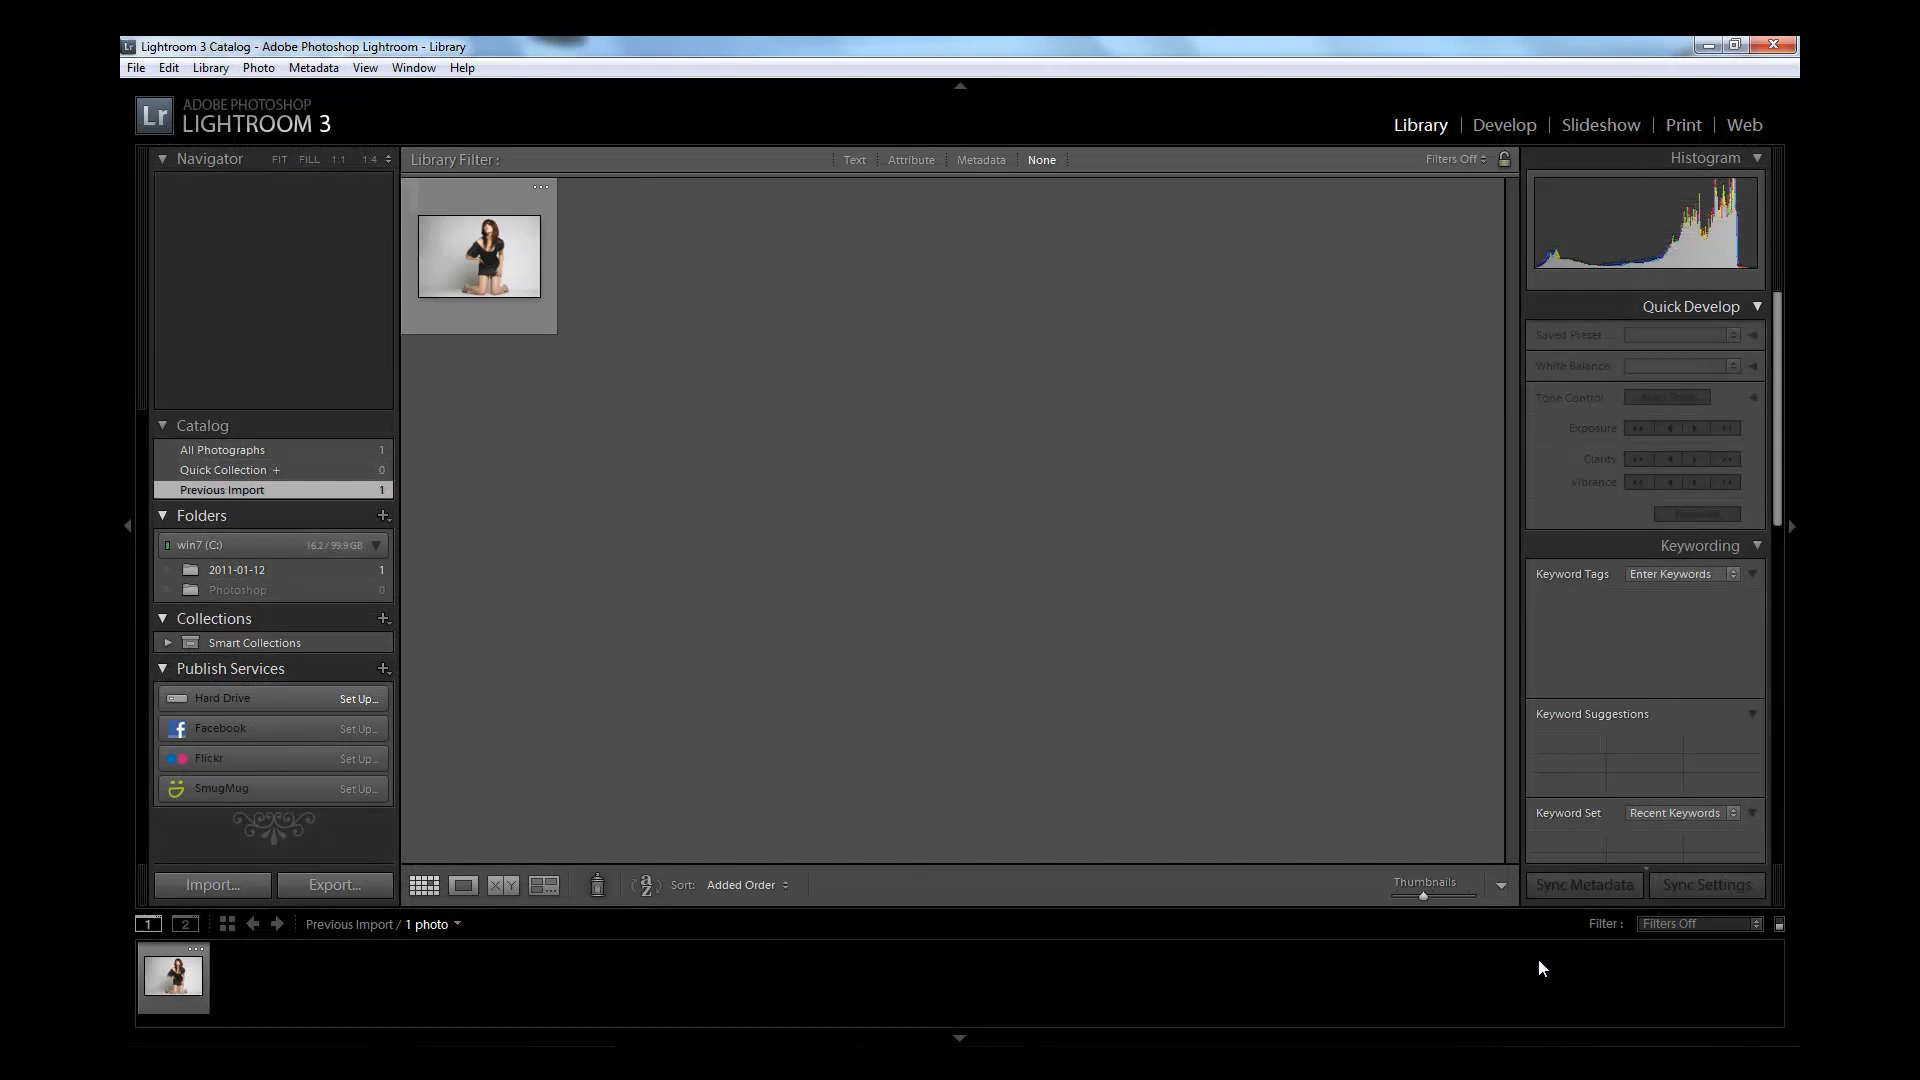 Lr Lightroom 3 Catalog - Adobe Photoshop Lightroom - Library
File Edit Library Photo Metadata View Window Help
Lr ADOBE PHOTOSHOP
LIGHTROOM 3
Library | Develop | Slideshow | Print | Web
Navigator FIT FILL 1:1 1:4
Library Filter : Text Attribute Metadata None Filters Off
Histogram
Quick Develop
Saved Preset
White Balance
Tone Control
Exposure
Clarity
Vibrance
Catalog
All Photographs 1
Quick Collection + 0
Previous Import 1
Folders
win7 (C:) 16.2 / 99.9 GB
2011-01-12 1
Photoshop 0
Collections
Smart Collections
Publish Services
Hard Drive Set Up...
Facebook Set Up...
Flickr Set Up...
SmugMug Set Up...
Keywording
Keyword Tags Enter Keywords
Keyword Suggestions
Keyword Set Recent Keywords
Import... Export...
X Y Sort: Added Order Thumbnails
Sync Metadata Sync Settings
1 2 Previous Import / 1 photo Filter : Filters Off